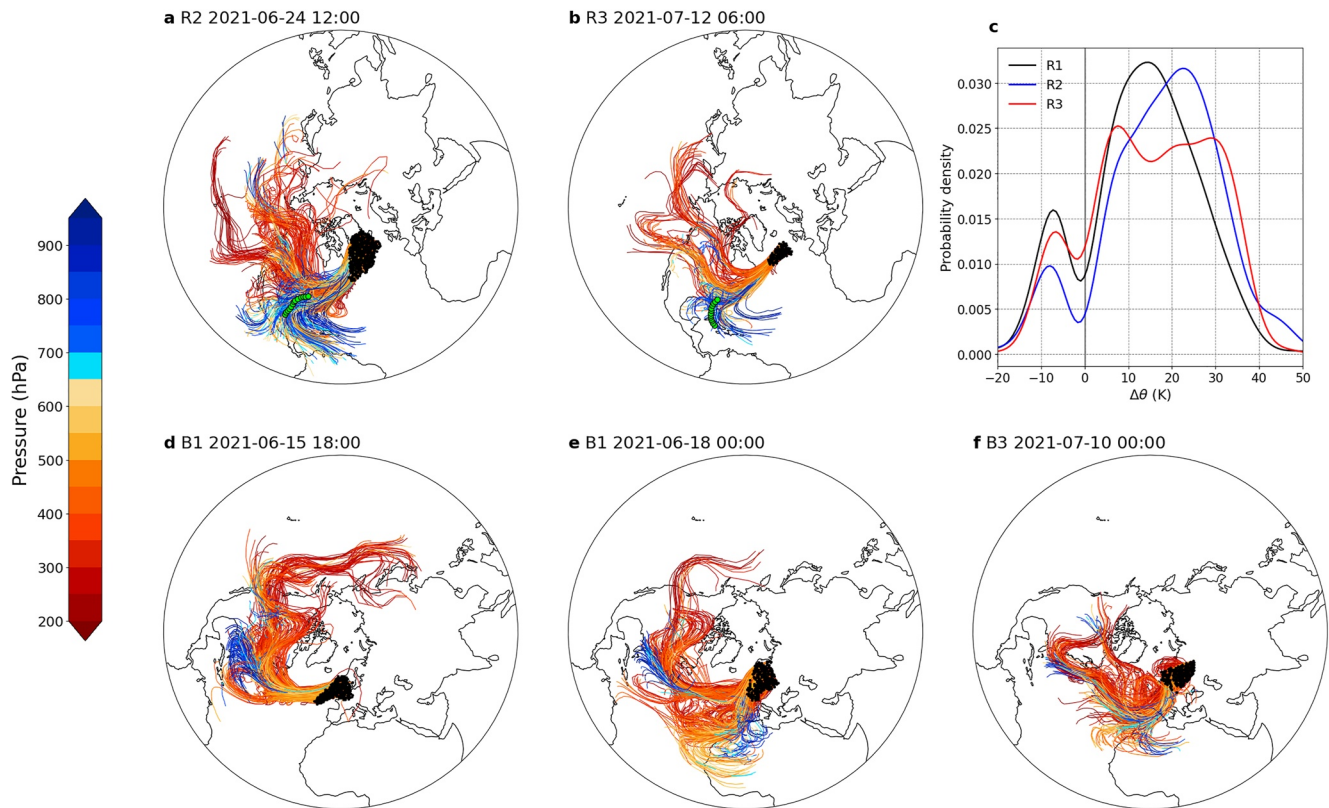 a R2 2021-06-24 12:00
b R3 2021-07-12 06:00
c
R1
R2
R3
0.030
0.025
0.020
0.015
0.010
0.005
0.000
Probability density
−20 −10 0 10 20 30 40 50
Δθ (K)
900
800
700
600
500
400
300
200
Pressure (hPa)
d B1 2021-06-15 18:00
e B1 2021-06-18 00:00
f B3 2021-07-10 00:00